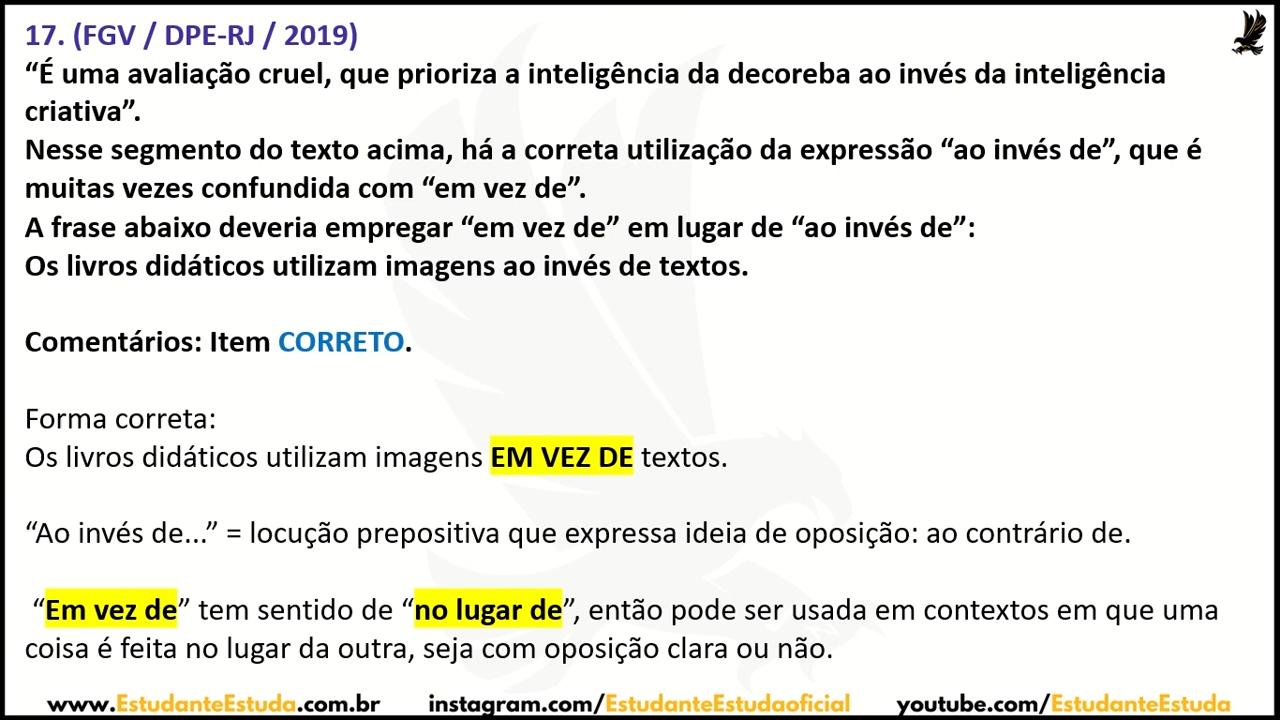 17. (FGV / DPE-RJ / 2019)
“É uma avaliação cruel, que prioriza a inteligência da decoreba ao invés da inteligência
criativa”.
Nesse segmento do texto acima, há a correta utilização da expressão “ao invés de”, que é
muitas vezes confundida com “em vez de”.
A frase abaixo deveria empregar “em vez de” em lugar de “ao invés de”:
Os livros didáticos utilizam imagens ao invés de textos.
Comentários: Item CORRETO.
Forma correta:
Os livros didáticos utilizam imagens EM VEZ DE textos.
“Ao invés de...” = locução prepositiva que expressa ideia de oposição: ao contrário de.
“Em vez de” tem sentido de “no lugar de”, então pode ser usada em contextos em que uma
coisa é feita no lugar da outra, seja com oposição clara ou não.
www.EstudanteEstuda.com.br instagram.com/EstudanteEstudaoficial youtube.com/EstudanteEstuda